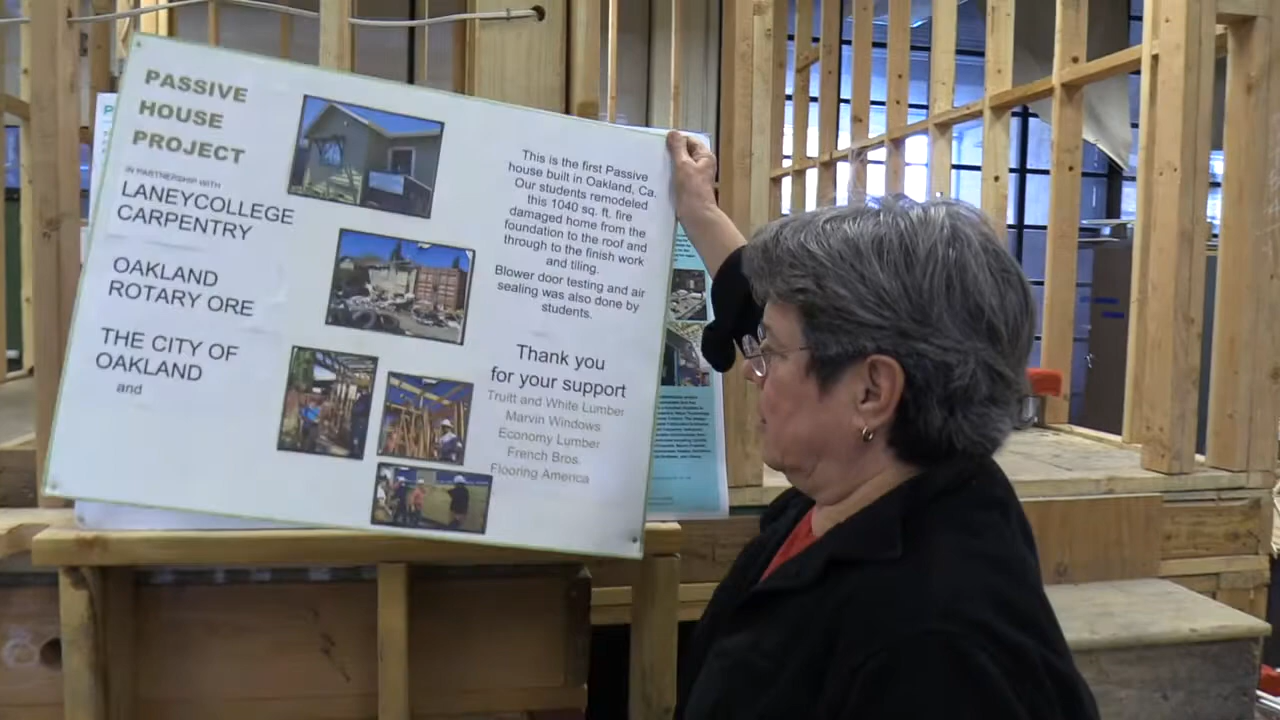 PASSIVE
HOUSE
PROJECT
IN PARTNERSHIP WITH
LANEYCOLLEGE
CARPENTRY
OAKLAND
ROTARY ORE
THE CITY OF
OAKLAND
and
This is the first Passive
house built in Oakland, Ca.
Our students remodeled
this 1040 sq. ft. fire
damaged home from the
foundation to the roof and
through to the finish work
and tiling.
Blower door testing and air
sealing was also done by
students.
Thank you
for your support
Truitt and White Lumber
Marvin Windows
Economy Lumber
French Bros.
Flooring America